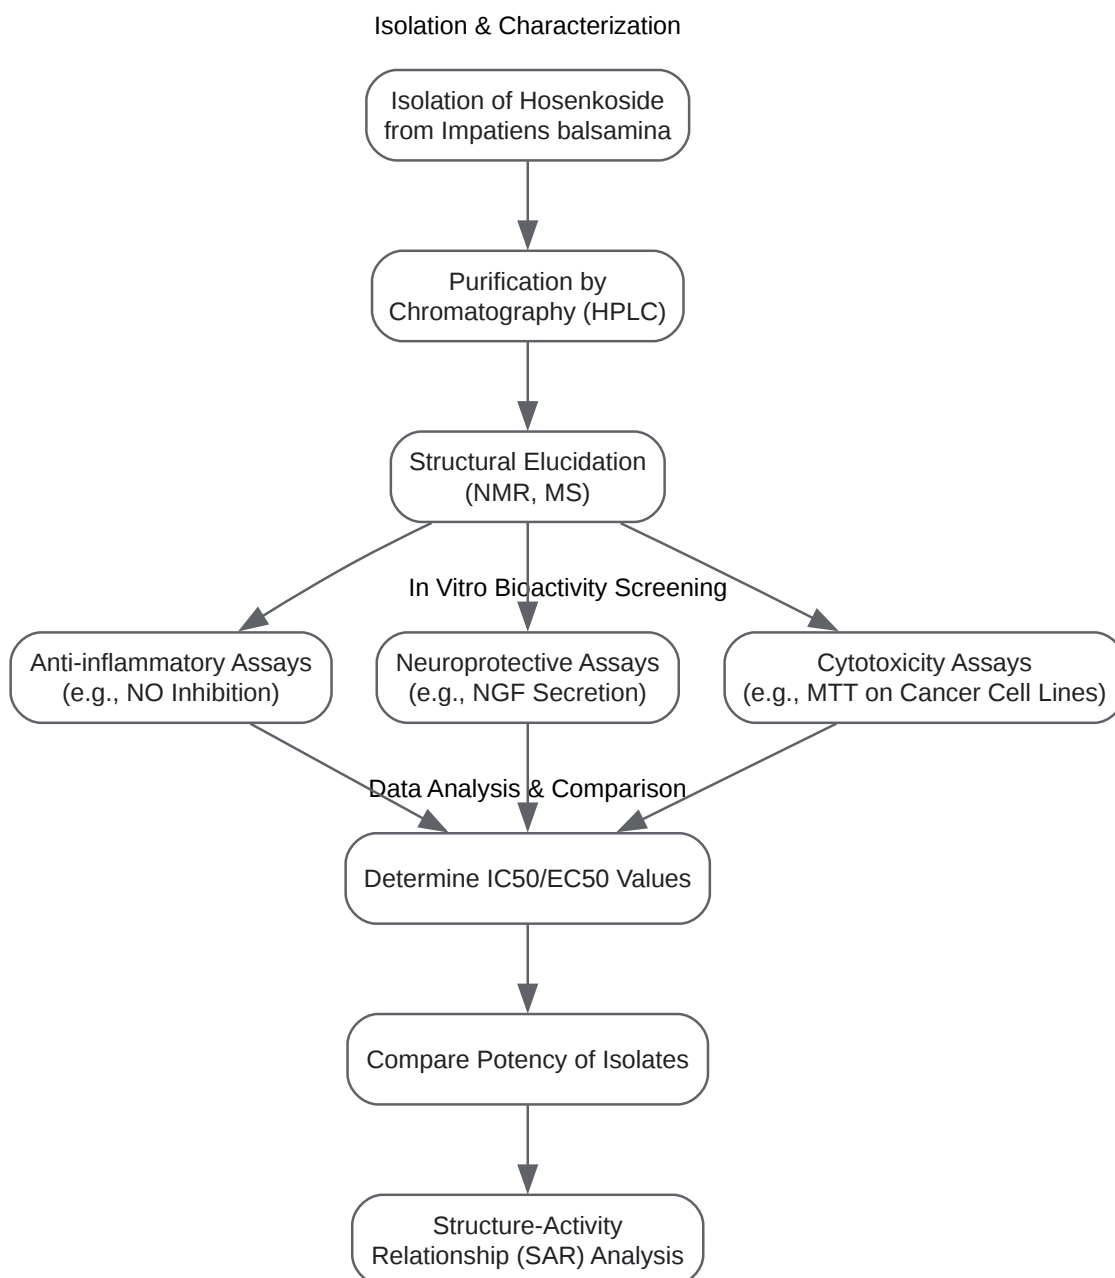 Isolation & Characterization
Isolation of Hosenkoside
from Impatiens balsamina
Purification by
Chromatography (HPLC)
Structural Elucidation
(NMR, MS)
In Vitro Bioactivity Screening
Anti-inflammatory Assays
(e.g., NO Inhibition)
Neuroprotective Assays
(e.g., NGF Secretion)
Cytotoxicity Assays
(e.g., MTT on Cancer Cell Lines)
Data Analysis & Comparison
Determine IC50/EC50 Values
Compare Potency of Isolates
Structure-Activity
Relationship (SAR) Analysis